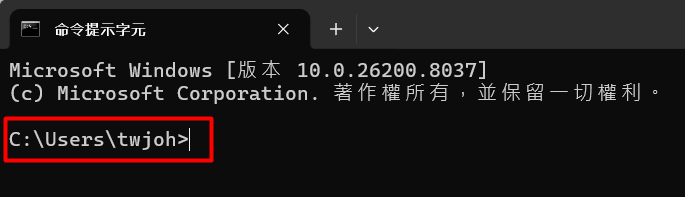 命令提示字元
Microsoft Windows [版本 10.0.26200.8037]
(c) Microsoft Corporation. 著作權所有，並保留一切權利。
C:\Users\twjoh>